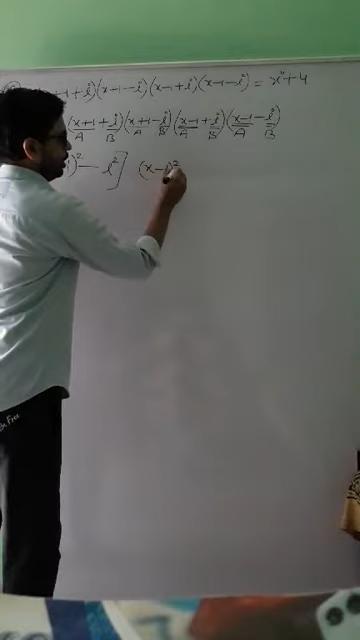 +1+i)(x+1-i)(x-1+i)(x-1-i) = x⁴+4
(x+1+i)(x+1-i)(x-1+i)(x-1-i)
A B A B A B A B
)² - i²] (x-1)²